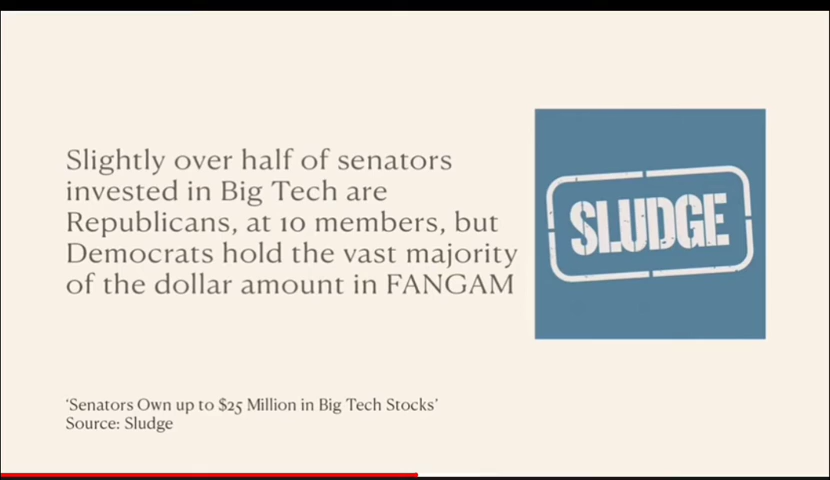 Slightly over half of senators
invested in Big Tech are
Republicans, at 10 members, but
Democrats hold the vast majority
of the dollar amount in FANGAM
SLUDGE
‘Senators Own up to $25 Million in Big Tech Stocks’
Source: Sludge